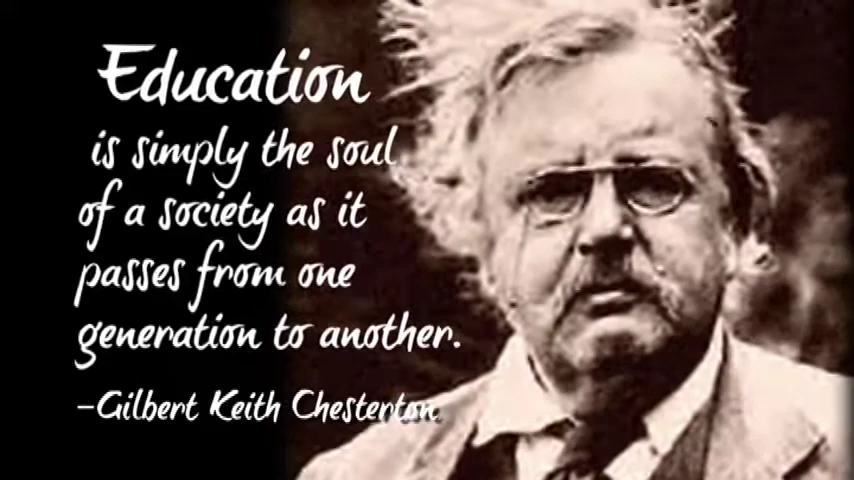 Education
is simply the soul
of a society as it
passes from one
generation to another.
–Gilbert Keith Chesterton